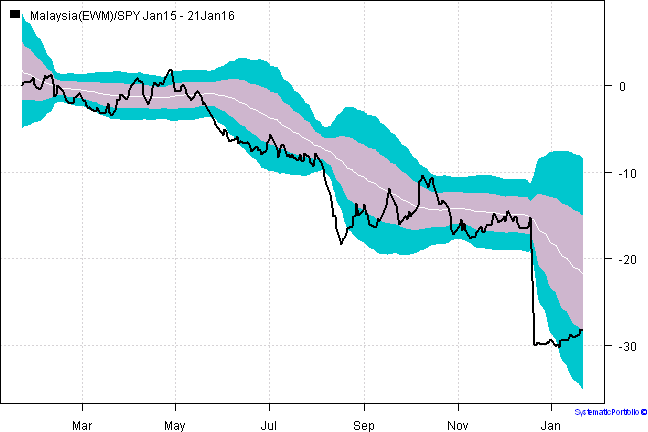 Malaysia(EWM)/SPY Jan15 - 21Jan16
0
-10
-20
-30
Mar May Jul Sep Nov Jan
SystematicPortfolio ©